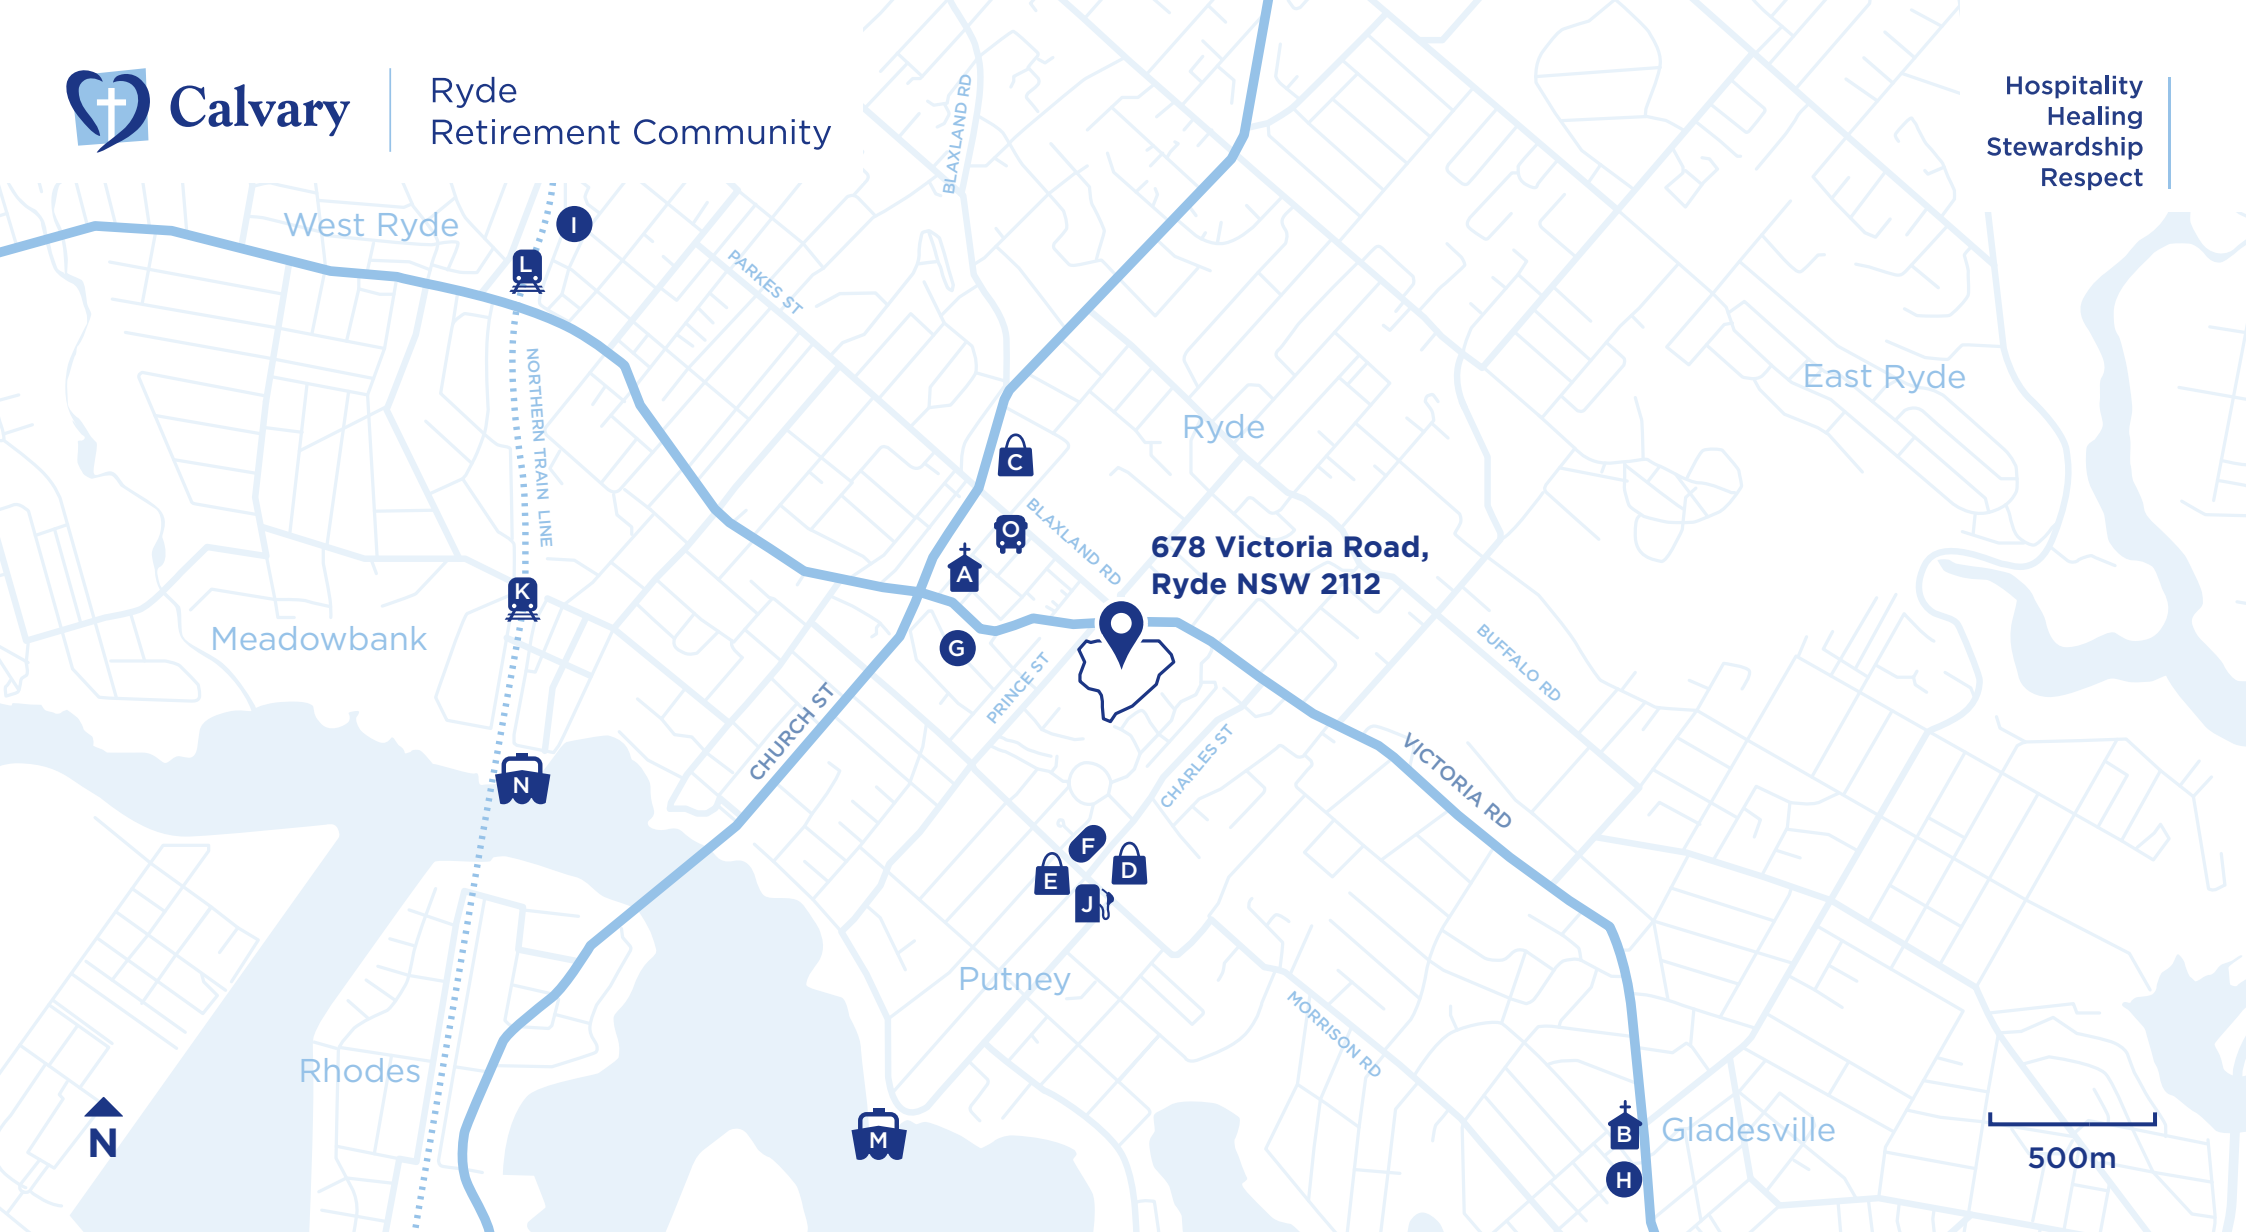 Calvary
Ryde
Retirement Community
Hospitality
Healing
Stewardship
Respect
BLAXLAND RD
West Ryde
I
L
PARKES ST
NORTHERN TRAIN LINE
East Ryde
Ryde
C
BLAXLAND RD
O
A
678 Victoria Road,
Ryde NSW 2112
K
Meadowbank
G
PRINCE ST
BUFFALO RD
CHURCH ST
CHARLES ST
VICTORIA RD
N
F
E
D
J
Putney
MORRISON RD
Rhodes
N
M
B
Gladesville
H
500m